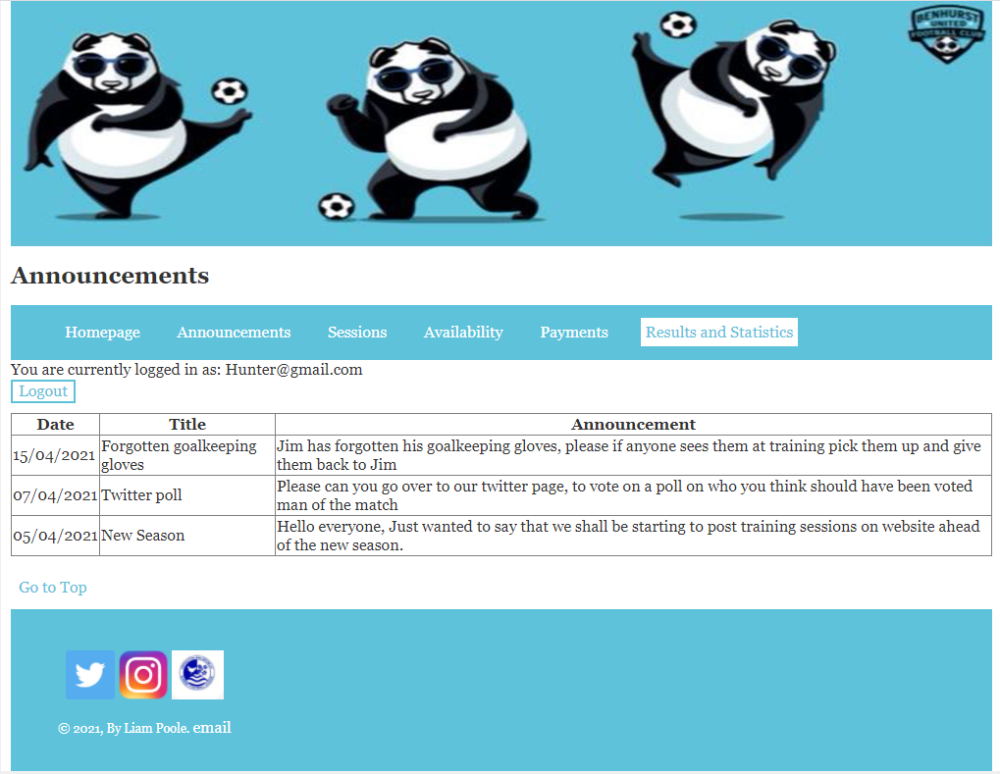 BENHURST
UNITED
FOOTBALL CLUB
Announcements
Homepage Announcements Sessions Availability Payments Results and Statistics
You are currently logged in as: Hunter@gmail.com
Logout
Date Title Announcement
15/04/2021 Forgotten goalkeeping gloves Jim has forgotten his goalkeeping gloves, please if anyone sees them at training pick them up and give
them back to Jim
07/04/2021 Twitter poll Please can you go over to our twitter page, to vote on a poll on who you think should have been voted
man of the match
05/04/2021 New Season Hello everyone, Just wanted to say that we shall be starting to post training sessions on website ahead
of the new season.
Go to Top
© 2021, By Liam Poole. email